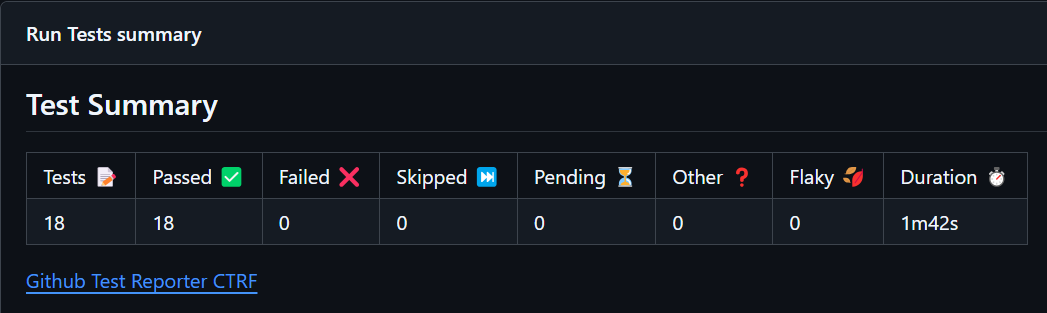 Run Tests summary
Test Summary
Tests 📝 Passed ✅ Failed ❌ Skipped ⏭️ Pending ⏳ Other ❓ Flaky 🍂 Duration ⏱️
18 18 0 0 0 0 0 1m42s
Github Test Reporter CTRF